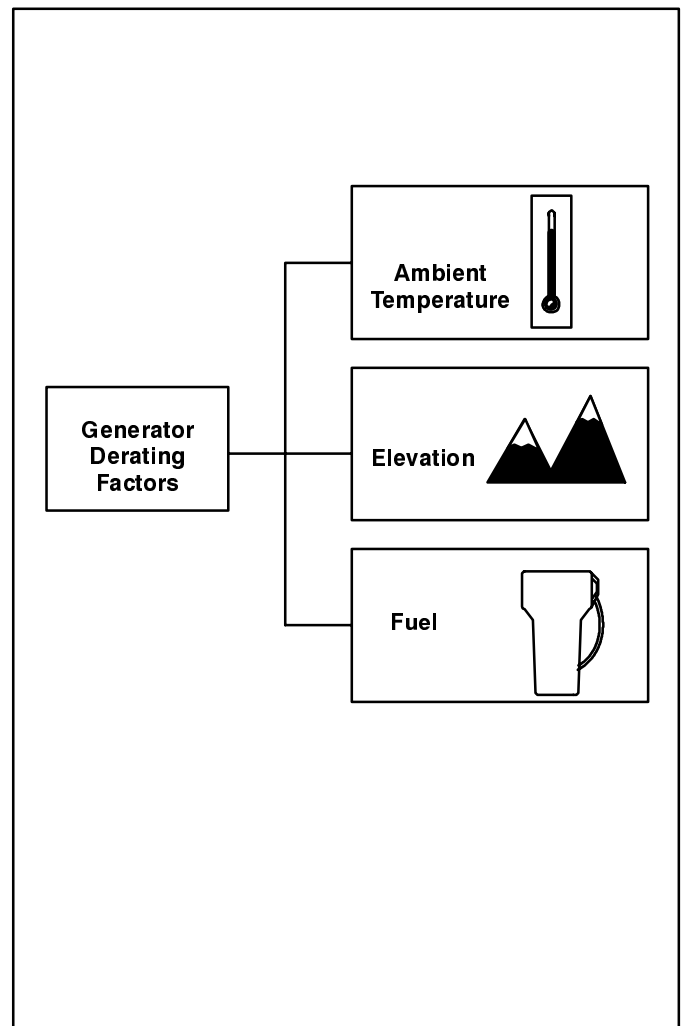 Generator
Derating
Factors
Ambient
Temperature
Elevation
Fuel